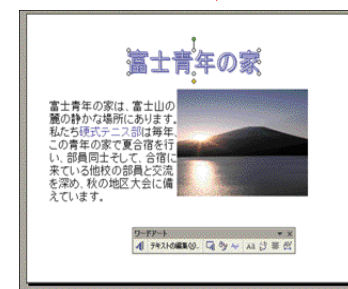 富士青年の家
富士青年の家は、富士山の
麓の静かな場所にあります。
私たち硬式テニス部は毎年、
この青年の家で夏合宿を行
い、部員同士そして、合宿に
来ている他校の部員と交流
を深め、秋の地区大会に備
えています。
ワードアート
テキストの編集(X)...